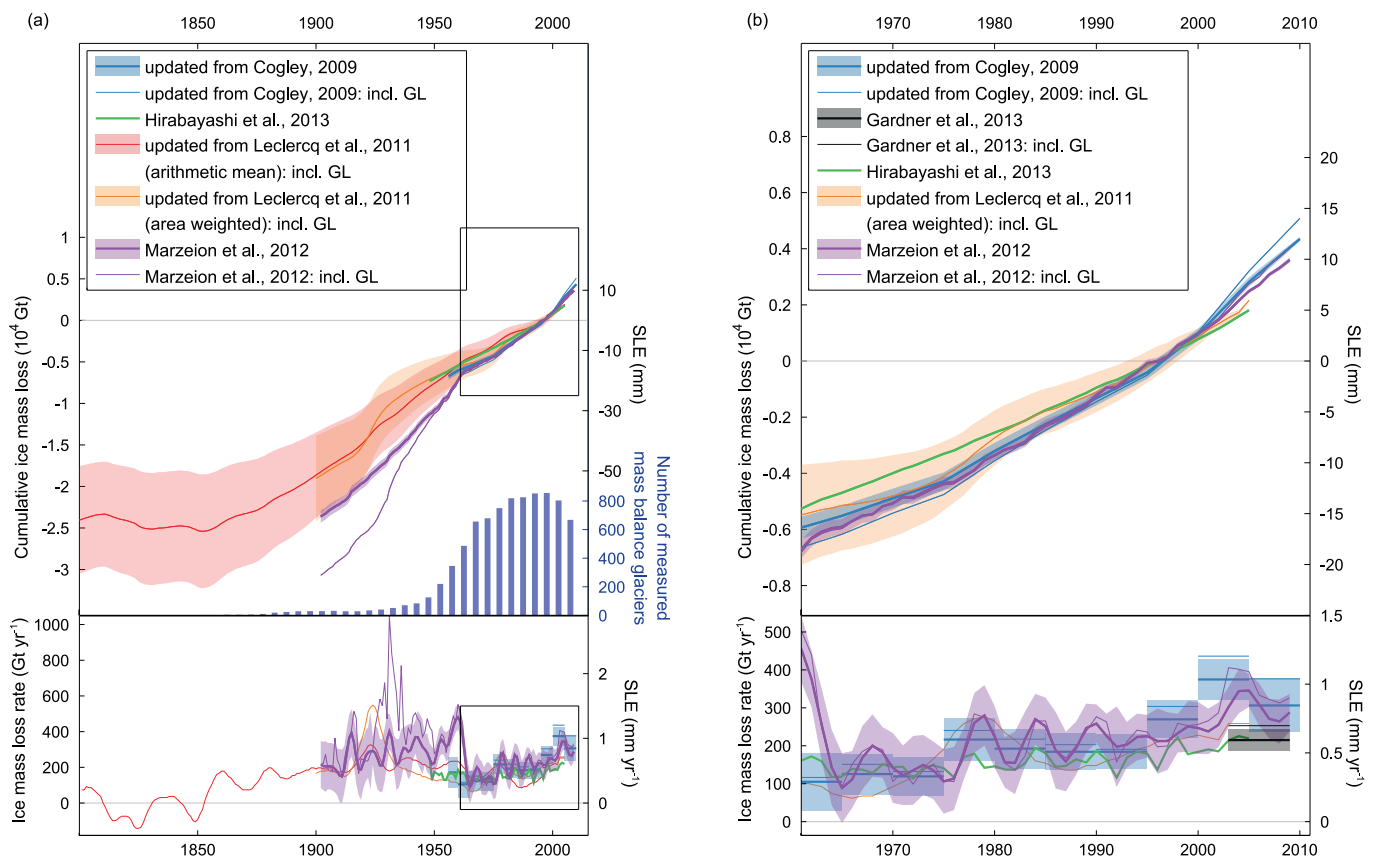 (a)
1850
1900
1950
2000
updated from Cogley, 2009
updated from Cogley, 2009: incl. GL
Hirabayashi et al., 2013
updated from Leclercq et al., 2011
(arithmetic mean): incl. GL
updated from Leclercq et al., 2011
(area weighted): incl. GL
Marzeion et al., 2012
Marzeion et al., 2012: incl. GL
Cumulative ice mass loss (10⁴ Gt)
1
0.5
0
-0.5
-1
-1.5
-2
-2.5
-3
SLE (mm)
10
-10
-30
-50
-70
Number of measured
mass balance glaciers
800
600
400
200
0
Ice mass loss rate (Gt yr⁻¹)
1000
800
600
400
200
0
SLE (mm yr⁻¹)
2
1
0
1850
1900
1950
2000
(b)
1970
1980
1990
2000
2010
updated from Cogley, 2009
updated from Cogley, 2009: incl. GL
Gardner et al., 2013
Gardner et al., 2013: incl. GL
Hirabayashi et al., 2013
updated from Leclercq et al., 2011
(area weighted): incl. GL
Marzeion et al., 2012
Marzeion et al., 2012: incl. GL
Cumulative ice mass loss (10⁴ Gt)
0.8
0.6
0.4
0.2
0
-0.2
-0.4
-0.6
-0.8
SLE (mm)
20
15
10
5
0
-5
-10
-15
-20
Ice mass loss rate (Gt yr⁻¹)
500
400
300
200
100
0
SLE (mm yr⁻¹)
1.5
1
0.5
0
1970
1980
1990
2000
2010